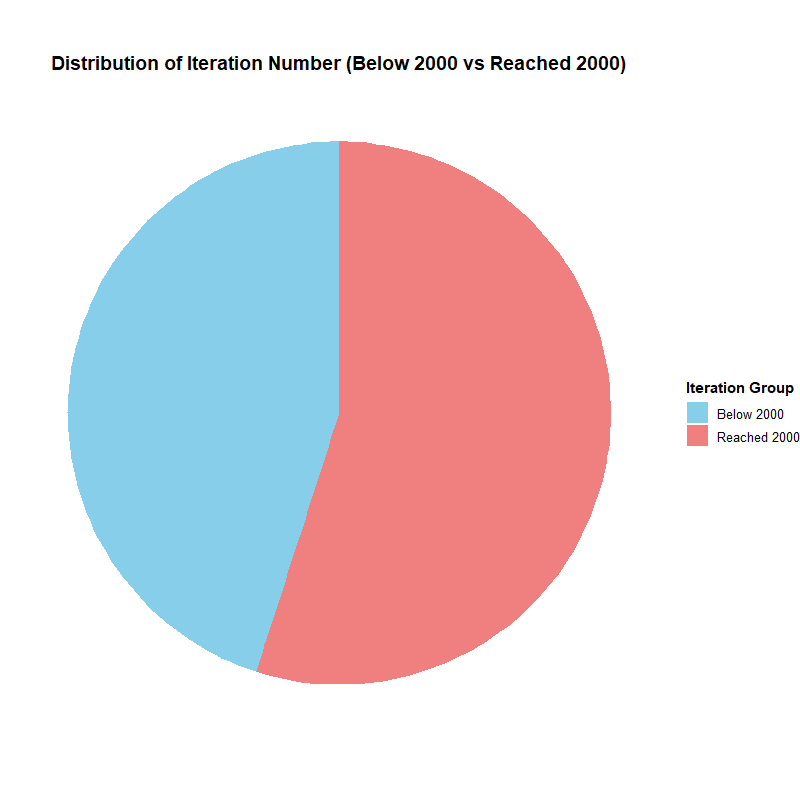 Distribution of Iteration Number (Below 2000 vs Reached 2000)
Iteration Group
Below 2000
Reached 2000